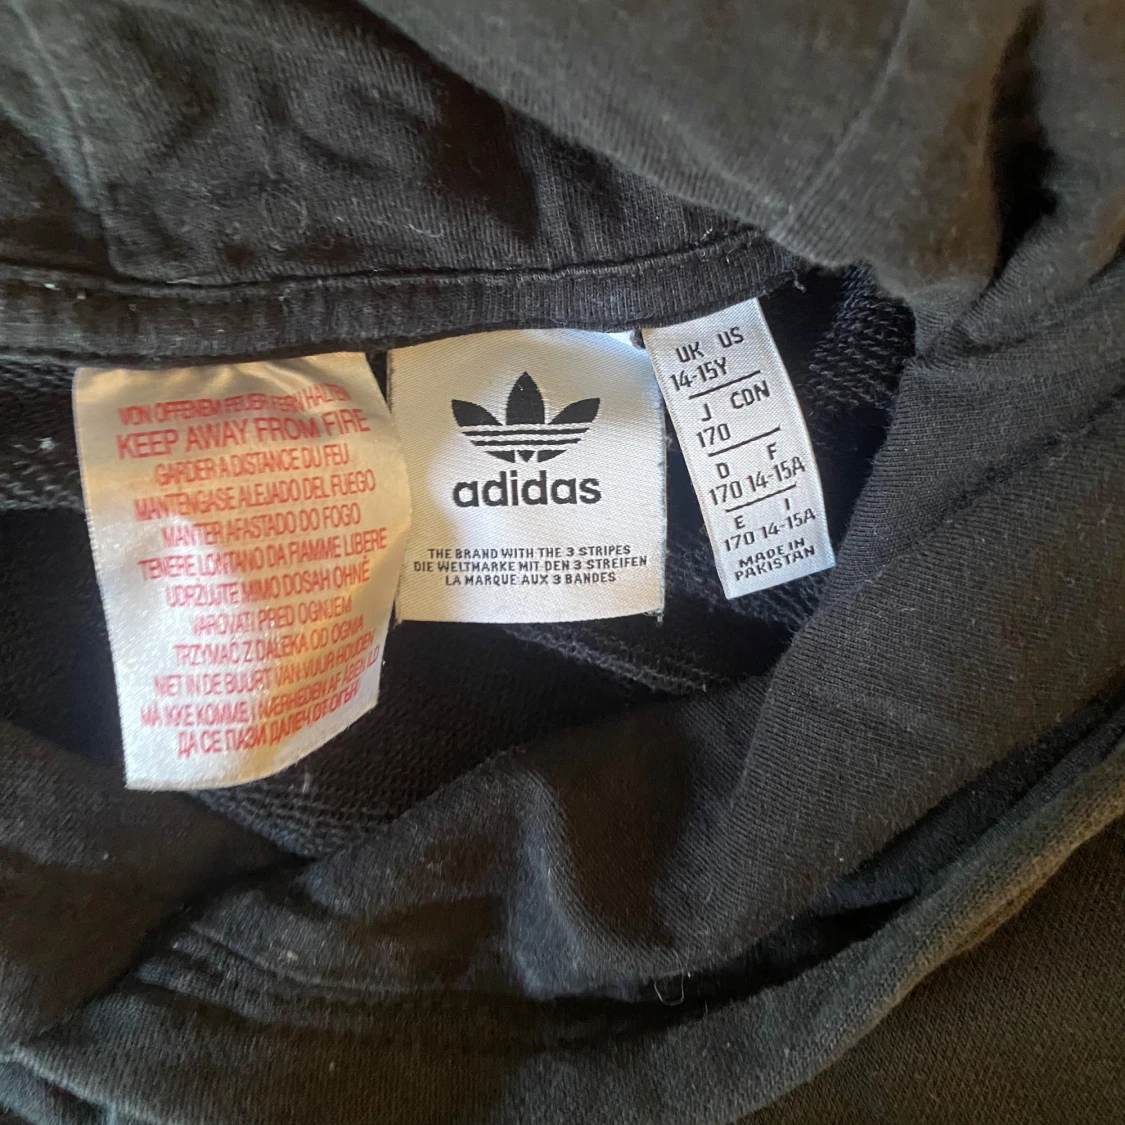 VON OFFENEM FEUER FERN HALTEN
KEEP AWAY FROM FIRE
GARDER A DISTANCE DU FEU
MANTENGASE ALEJADO DEL FUEGO
MANTER AFASTADO DO FOGO
TENERE LONTANO DA FIAMME LIBERE
UDRŽUJTE MIMO DOSAH OHNĚ
VAROVATI PRED OGNJEM
TRZYMAĆ Z DALEKA OD OGNIA
NIET IN DE BUURT VAN VUUR HOUDEN
MÅ IKKE KOMME I NÆRHEDEN AF ÅBEN ILD
ДА СЕ ПАЗИ ДАЛЕЧ ОТ ОГЪН
adidas
THE BRAND WITH THE 3 STRIPES
DIE WELTMARKE MIT DEN 3 STREIFEN
LA MARQUE AUX 3 BANDES
UK US
14-15Y
J CDN
170
D F
170 14-15A
E I
170 14-15A
MADE IN
PAKISTAN